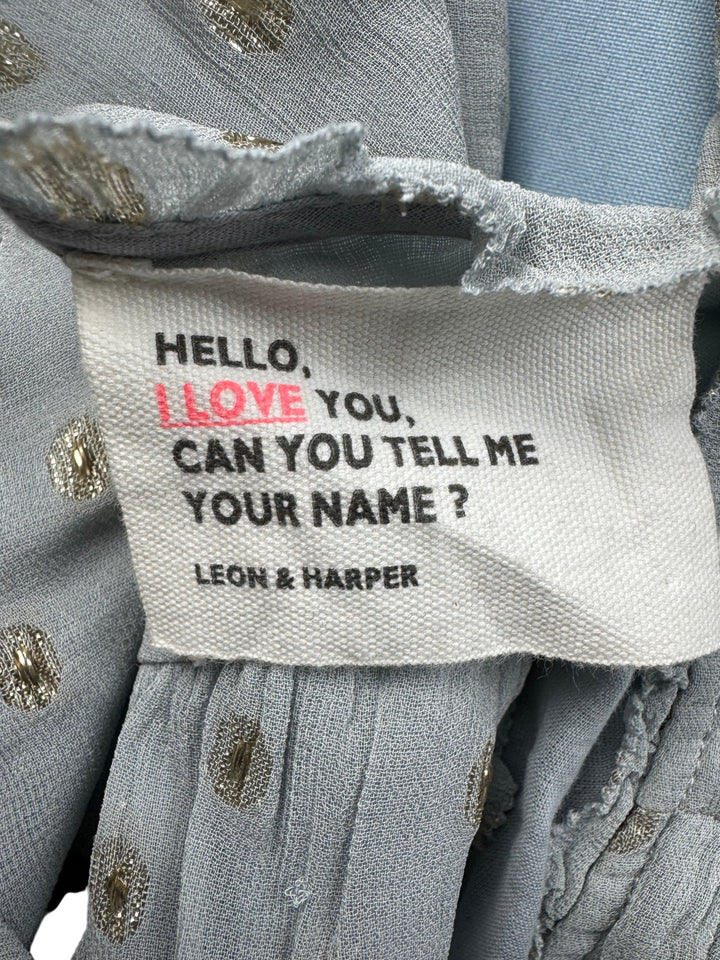 HELLO,
I LOVE YOU,
CAN YOU TELL ME
YOUR NAME ?
LEON & HARPER